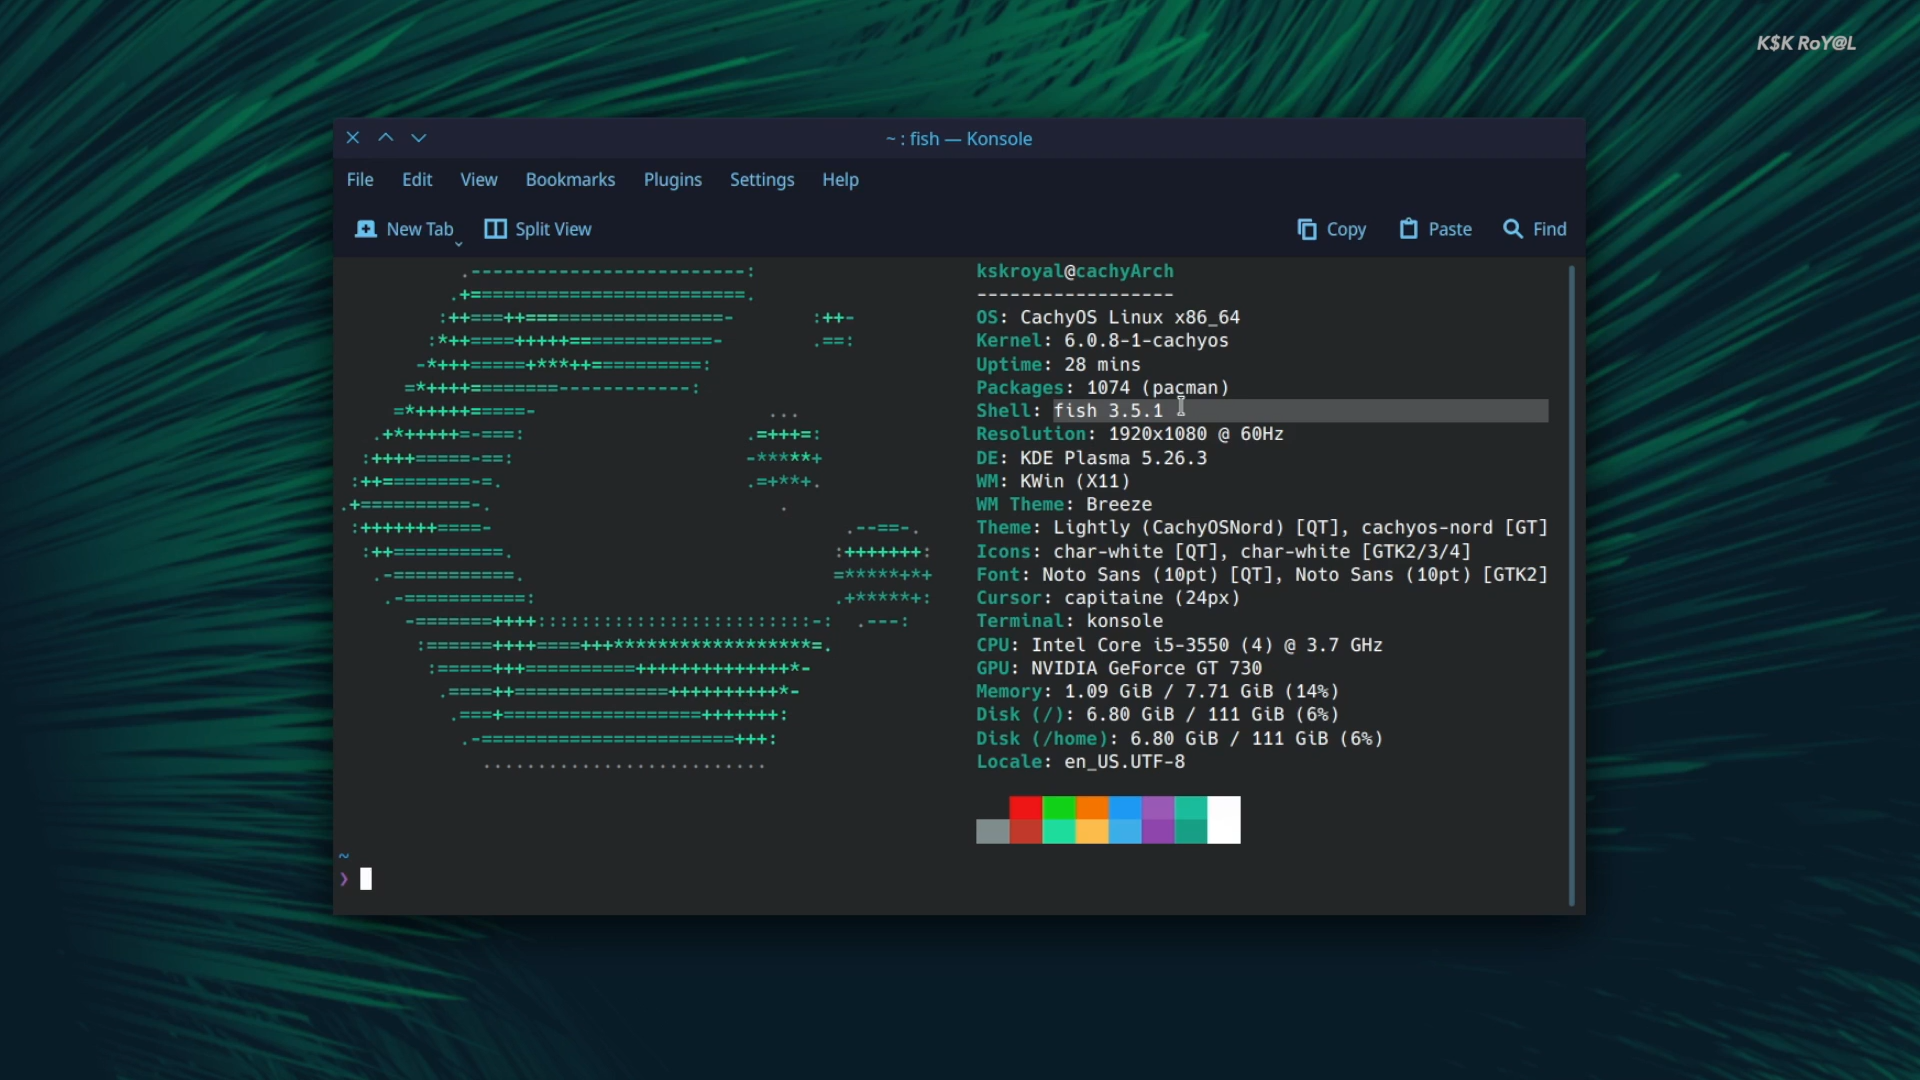 K$K RoY@L
~ : fish — Konsole
File Edit View Bookmarks Plugins Settings Help
New Tab Split View Copy Paste Find
kskroyal@cachyArch
------------------
OS: CachyOS Linux x86_64
Kernel: 6.0.8-1-cachyos
Uptime: 28 mins
Packages: 1074 (pacman)
Shell: fish 3.5.1
Resolution: 1920x1080 @ 60Hz
DE: KDE Plasma 5.26.3
WM: KWin (X11)
WM Theme: Breeze
Theme: Lightly (CachyOSNord) [QT], cachyos-nord [GT]
Icons: char-white [QT], char-white [GTK2/3/4]
Font: Noto Sans (10pt) [QT], Noto Sans (10pt) [GTK2]
Cursor: capitaine (24px)
Terminal: konsole
CPU: Intel Core i5-3550 (4) @ 3.7 GHz
GPU: NVIDIA GeForce GT 730
Memory: 1.09 GiB / 7.71 GiB (14%)
Disk (/): 6.80 GiB / 111 GiB (6%)
Disk (/home): 6.80 GiB / 111 GiB (6%)
Locale: en_US.UTF-8
~
❯